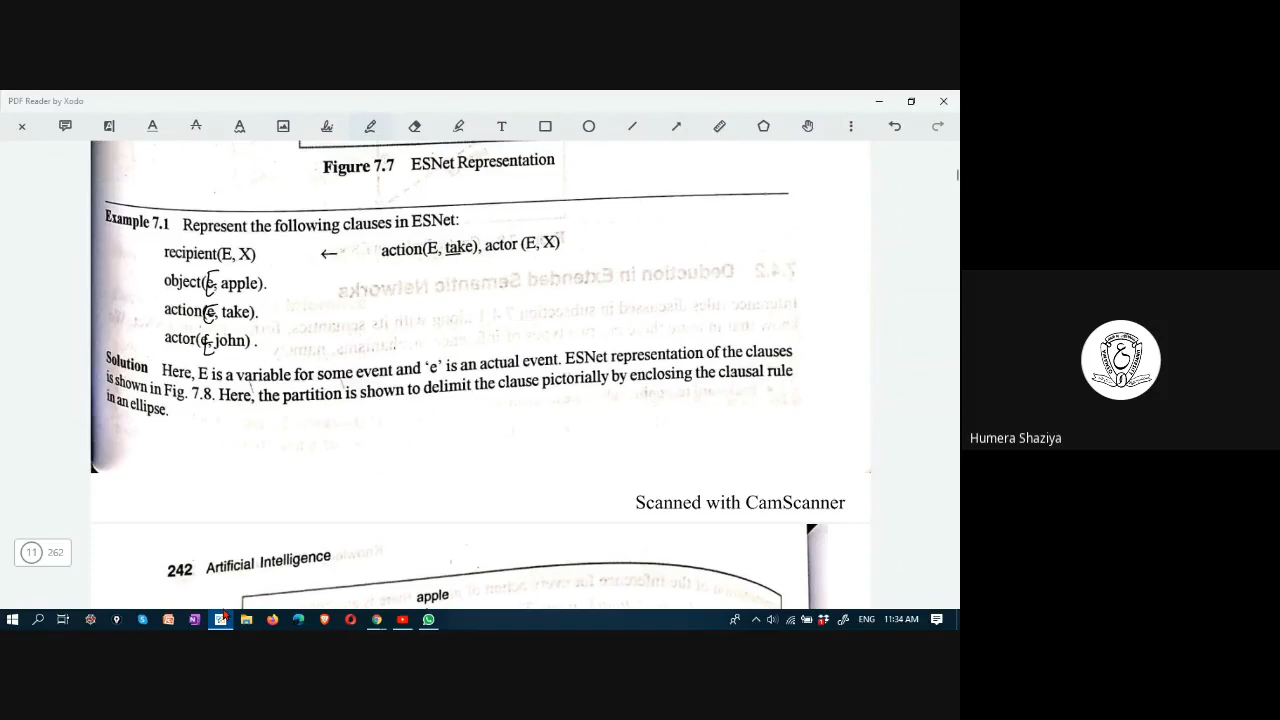 PDF Reader by Xodo
Figure 7.7 ESNet Representation
Example 7.1 Represent the following clauses in ESNet:
recipient(E, X) ← action(E, take), actor (E, X)
object(e, apple).
action(e, take).
actor(e, john) .
Solution Here, E is a variable for some event and ‘e’ is an actual event. ESNet representation of the clauses
is shown in Fig. 7.8. Here, the partition is shown to delimit the clause pictorially by enclosing the clausal rule
in an ellipse.
Scanned with CamScanner
11 262
242 Artificial Intelligence
apple
ENG 11:34 AM
Humera Shaziya